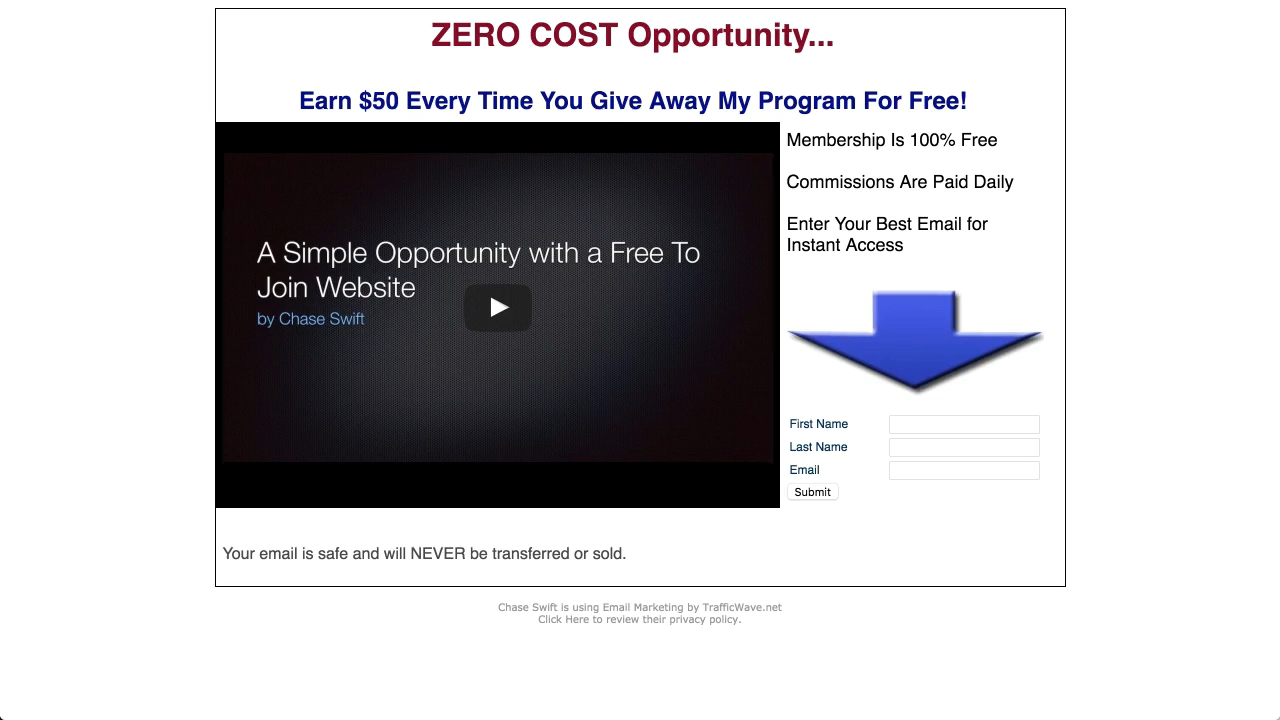 ZERO COST Opportunity...
Earn $50 Every Time You Give Away My Program For Free!
A Simple Opportunity with a Free To
Join Website
by Chase Swift
Membership Is 100% Free
Commissions Are Paid Daily
Enter Your Best Email for
Instant Access
First Name
Last Name
Email
Submit
Your email is safe and will NEVER be transferred or sold.
Chase Swift is using Email Marketing by TrafficWave.net
Click Here to review their privacy policy.